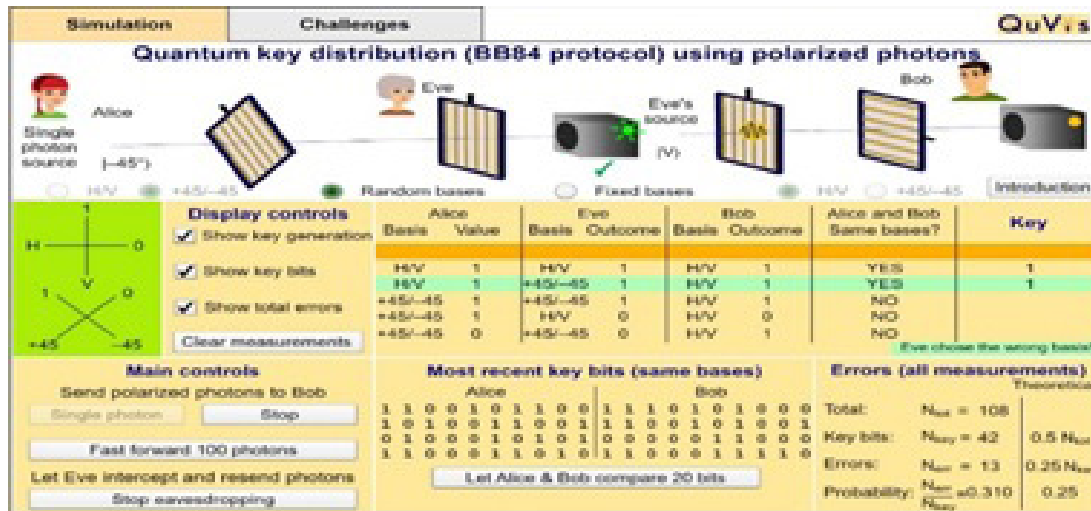 Simulation Challenges QuVis
Quantum key distribution (BB84 protocol) using polarized photons
Alice Eve Bob
Single photon source
Eve's source
(–45°) (V)
H/V +45/–45 Random bases Fixed bases H/V +45/–45 Introduction
1
H 0
V
1 0
+45 –45
Display controls
Show key generation
Show key bits
Show total errors
Clear measurements
Alice Eve Bob Alice and Bob Key
Basis Value Basis Outcome Basis Outcome Same bases?
H/V 1 H/V 1 H/V 1 YES 1
H/V 1 +45/–45 1 H/V 1 YES 1
+45/–45 1 +45/–45 1 H/V 1 NO
+45/–45 1 H/V 0 H/V 0 NO
+45/–45 0 +45/–45 0 H/V 1 NO
Eve chose the wrong basis!
Main controls
Send polarized photons to Bob
Single photon Stop
Fast forward 100 photons
Let Eve intercept and resend photons
Stop eavesdropping
Most recent key bits (same bases)
Alice Bob
Let Alice & Bob compare 20 bits
Errors (all measurements)
Total: Ntot = 108
Key bits: Nkey = 42 0.5 Ntot
Errors: Nerr = 13
Probability: Nerr/Nkey =0.310 0.25